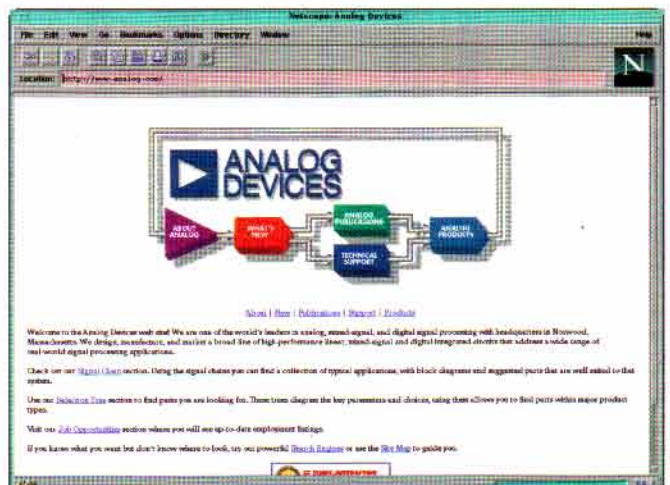 Netscape: Analog Devices
File Edit View Go Bookmarks Options Directory Window Help
Location: http://www.analog.com/
N
ANALOG
DEVICES
ABOUT
ANALOG
WHAT'S
NEW
ANALOG
PUBLICATIONS
TECHNICAL
SUPPORT
ANALOG
PRODUCTS
About | New | Publications | Support | Products
Welcome to the Analog Devices web site! We are one of the world's leaders in analog, mixed-signal, and digital signal processing with headquarters in Norwood,
Massachusetts. We design, manufacture, and market a broad line of high-performance linear, mixed-signal and digital integrated circuits that address a wide range of
real-world signal processing applications.
Check out our Signal Chain section. Using the signal chains you can find a collection of typical applications, with block diagrams and suggested parts that are well suited to that
system.
Use our Selection Tree section to find parts you are looking for. These trees diagram the key parameters and choices, using them allows you to find parts within major product
types.
Visit our Job Opportunities section where you will see up-to-date employment listings.
If you know what you want but don't know where to look, try our powerful Search Engines or use the Site Map to guide you.